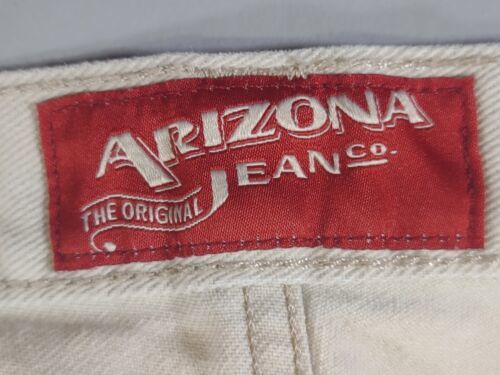 ARIZONA
JEAN CO.
THE ORIGINAL